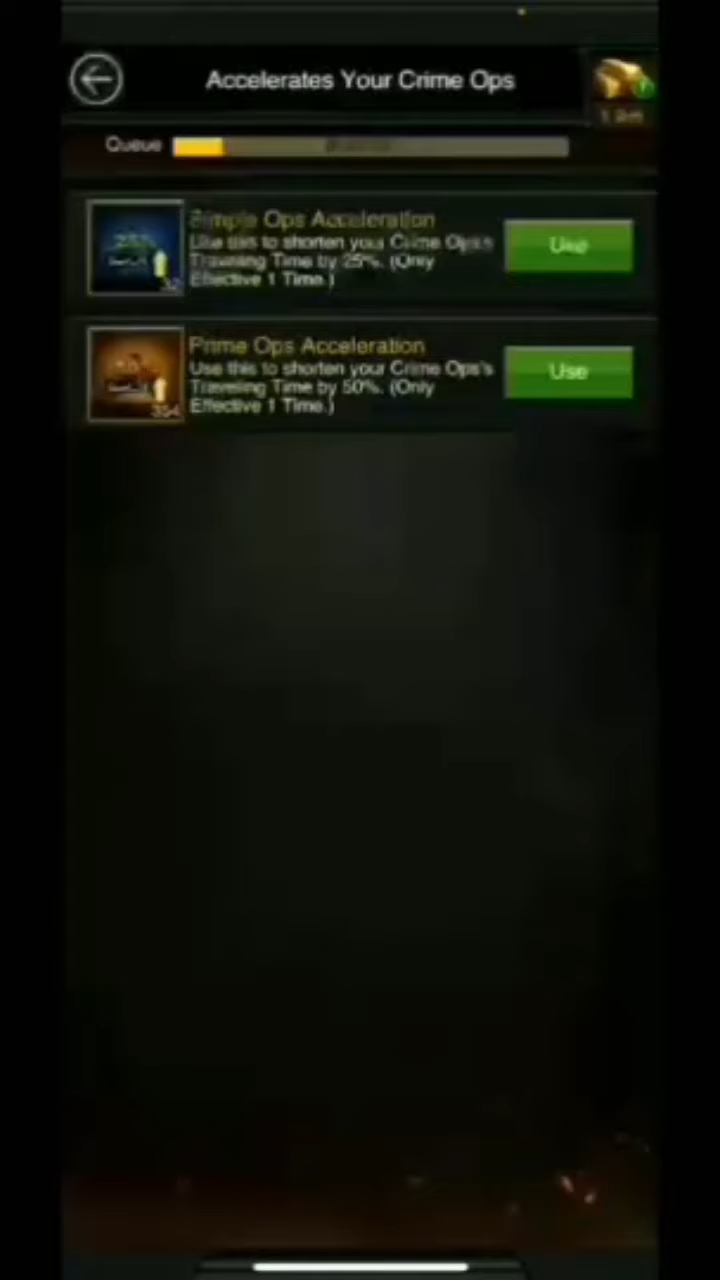 Accelerates Your Crime Ops
Queue
Simple Ops Acceleration
Use this to shorten your Crime Ops's
Traveling Time by 25%. (Only
Effective 1 Time.)
Use
Prime Ops Acceleration
Use this to shorten your Crime Ops's
Traveling Time by 50%. (Only
Effective 1 Time.)
Use